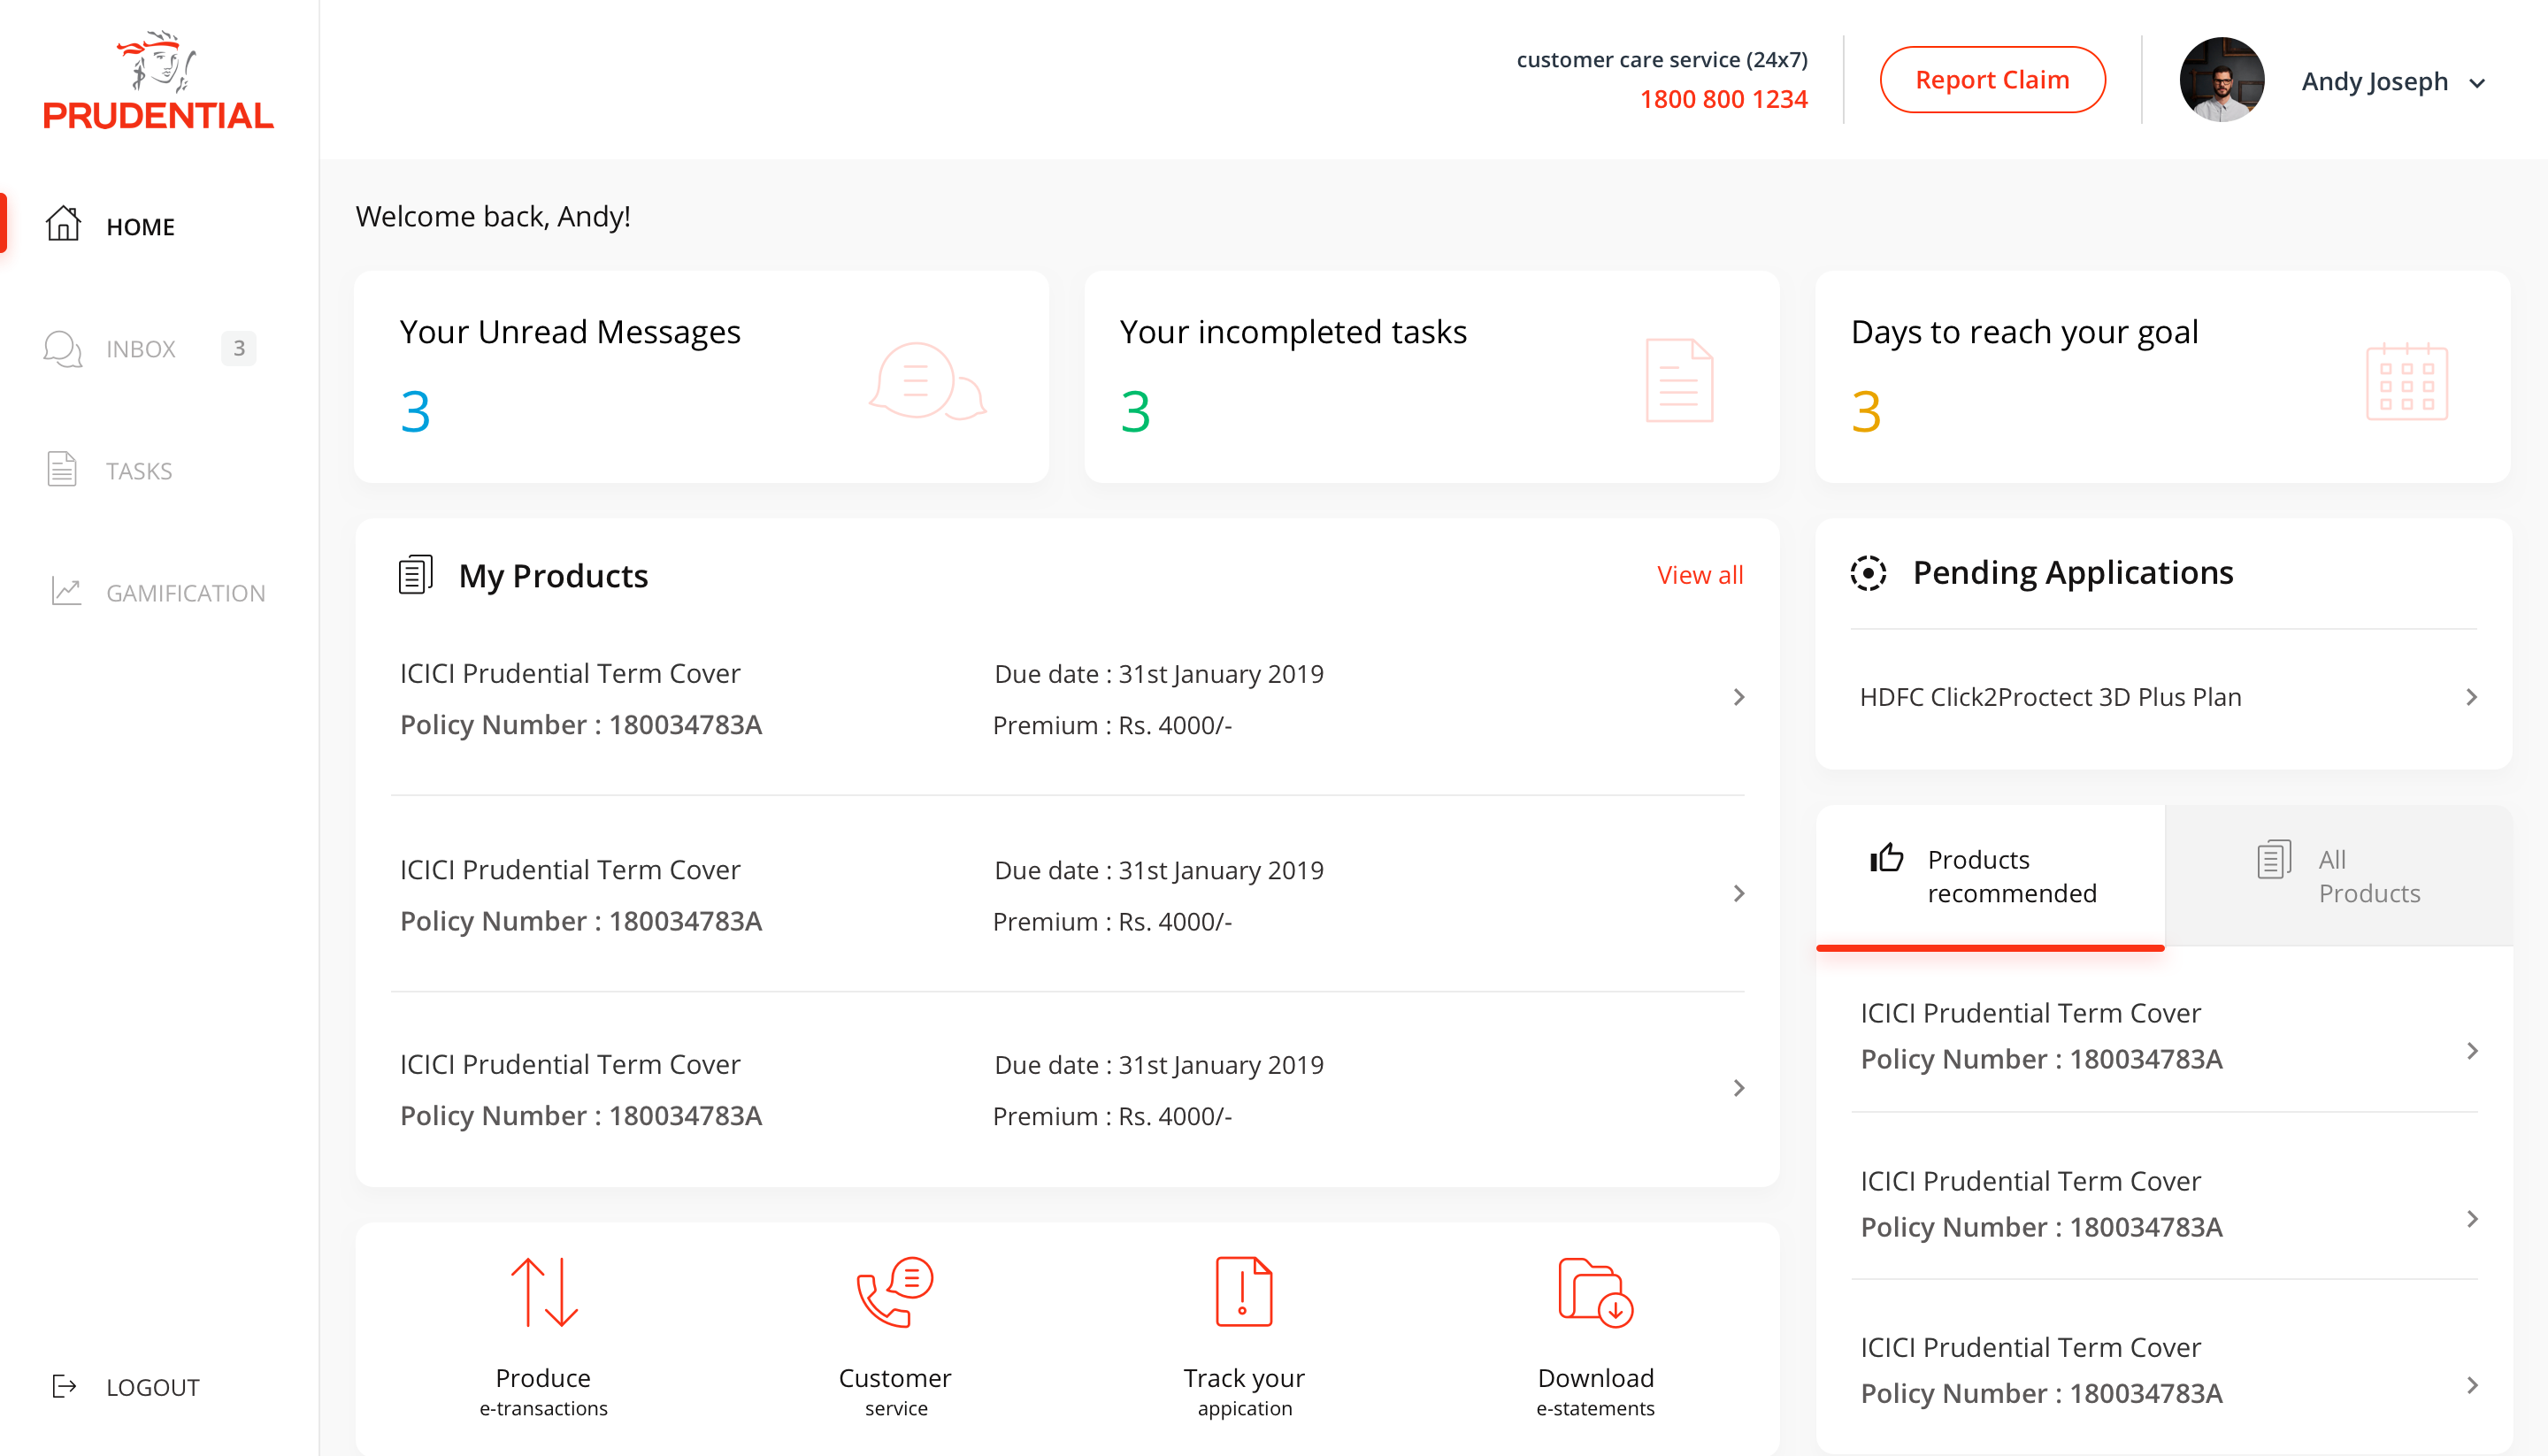 PRUDENTIAL
customer care service (24x7)
1800 800 1234
Report Claim
Andy Joseph
HOME
INBOX 3
TASKS
GAMIFICATION
LOGOUT
Welcome back, Andy!
Your Unread Messages
3
Your incompleted tasks
3
Days to reach your goal
3
My Products
View all
ICICI Prudential Term Cover
Policy Number : 180034783A
Due date : 31st January 2019
Premium : Rs. 4000/-
ICICI Prudential Term Cover
Policy Number : 180034783A
Due date : 31st January 2019
Premium : Rs. 4000/-
ICICI Prudential Term Cover
Policy Number : 180034783A
Due date : 31st January 2019
Premium : Rs. 4000/-
Produce
e-transactions
Customer
service
Track your
appication
Download
e-statements
Pending Applications
HDFC Click2Proctect 3D Plus Plan
Products
recommended
All
Products
ICICI Prudential Term Cover
Policy Number : 180034783A
ICICI Prudential Term Cover
Policy Number : 180034783A
ICICI Prudential Term Cover
Policy Number : 180034783A